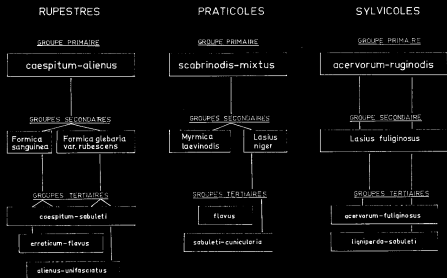 RUPESTRES
GROUPE PRIMAIRE
caespitum-alienus
GROUPES SECONDAIRES
Formica
sanguinea
Formica glebaria
var. rubescens
GROUPES TERTIAIRES
caespitum-sabuleti
erraticum-flavus
alienus-unifasciatus
PRATICOLES
GROUPE PRIMAIRE
scabrinodis-mixtus
GROUPES SECONDAIRES
Myrmica
laevinodis
Lasius
niger
GROUPES TERTIAIRES
flavus
sabuleti-cunicularia
SYLVICOLES
GROUPE PRIMAIRE
acervorum-ruginodis
GROUPE SECONDAIRE
Lasius fuliginosus
GROUPES TERTIAIRES
acervorum-fuliginosus
ligniperda-sabuleti